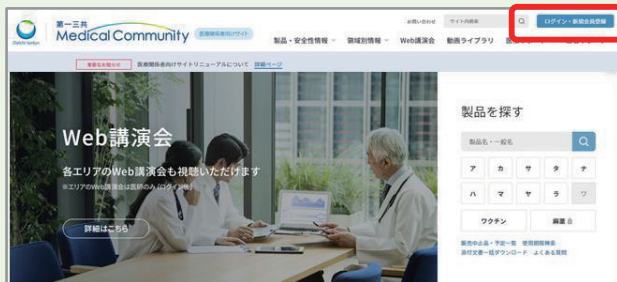 お問い合わせ
サイト内検索
ログイン・新規会員登録
Daiichi-Sankyo
第一三共
Medical Community
医療関係者向けサイト
製品・安全性情報
領域別情報
Web講演会
動画ライブラリ
重要なお知らせ
医療関係者向けサイトリニューアルについて
詳細ページ
Web講演会
各エリアのWeb講演会も視聴いただけます
※エリアのWeb講演会は医師のみ(ログイン後)
詳細はこちら
製品を探す
製品名・一般名
ア カ サ タ ナ
ハ マ ヤ ラ ワ
ワクチン
麻薬
販売中止品・予定一覧 使用期限検索
添付文書一括ダウンロード よくある質問